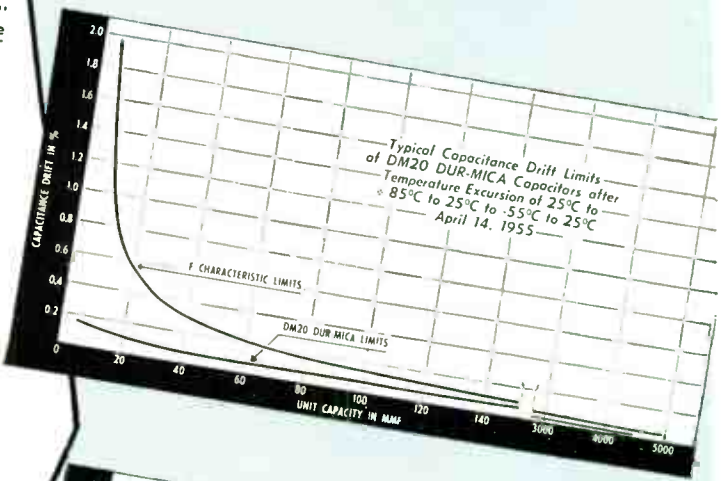 e
2.0
1.8
1.6
1.4
1.2
1.0
0.8
0.6
0.4
0.2
0
CAPACITANCE DRIFT IN %
Typical Capacitance Drift Limits
of DM20 DUR-MICA Capacitors after
Temperature Excursion of 25°C to
+ 85°C to 25°C to -55°C to 25°C
April 14, 1955
F CHARACTERISTIC LIMITS
DM20 DUR-MICA LIMITS
20
40
60
80
100
120
140
3000
4000
5000
UNIT CAPACITY IN MMF